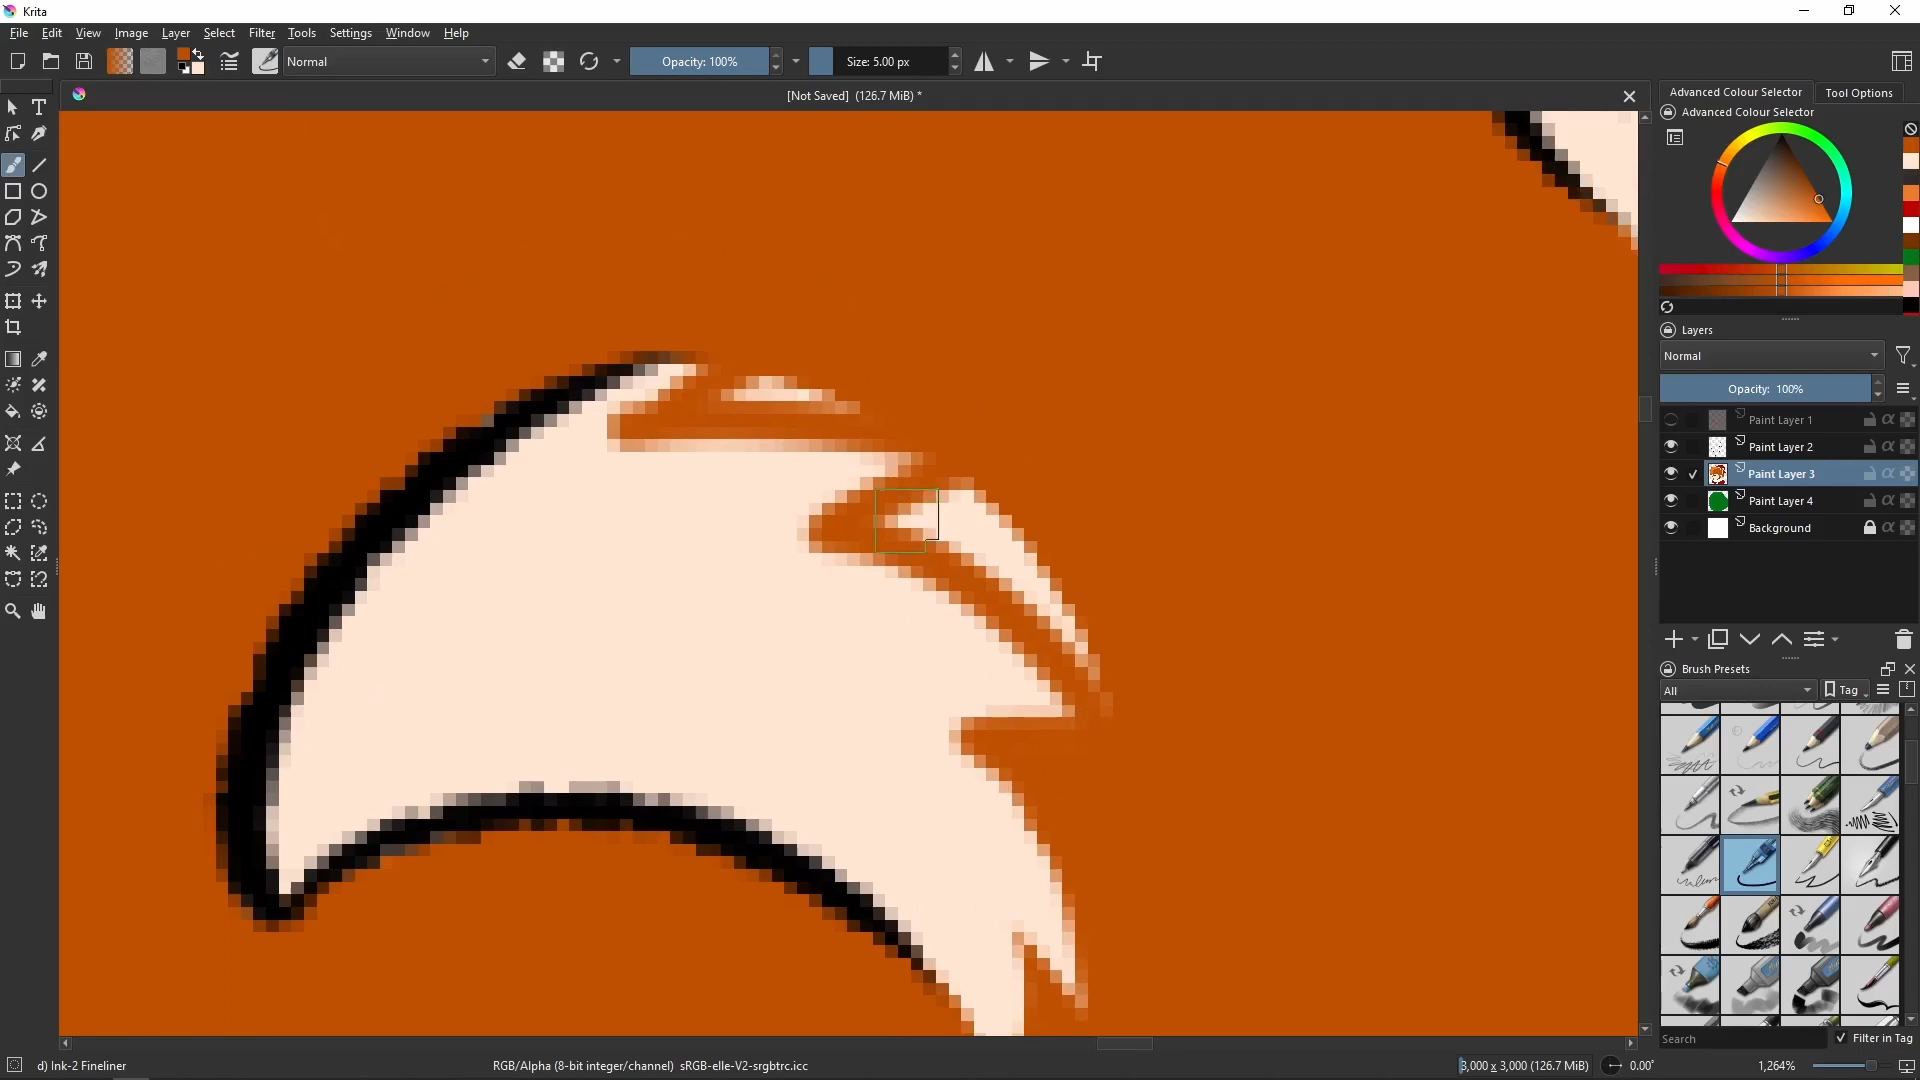 Krita
File Edit View Image Layer Select Filter Tools Settings Window Help
Normal
Opacity: 100%
Size: 5.00 px
[Not Saved] (126.7 MiB) *
Advanced Colour Selector
Tool Options
Advanced Colour Selector
Layers
Normal
Opacity: 100%
Paint Layer 1
Paint Layer 2
Paint Layer 3
Paint Layer 4
Background
Brush Presets
All
Tag
Search
Filter in Tag
d) Ink-2 Fineliner
RGB/Alpha (8-bit integer/channel) sRGB-elle-V2-srgbtrc.icc
3,000 x 3,000 (126.7 MiB)
0.00°
1,264%